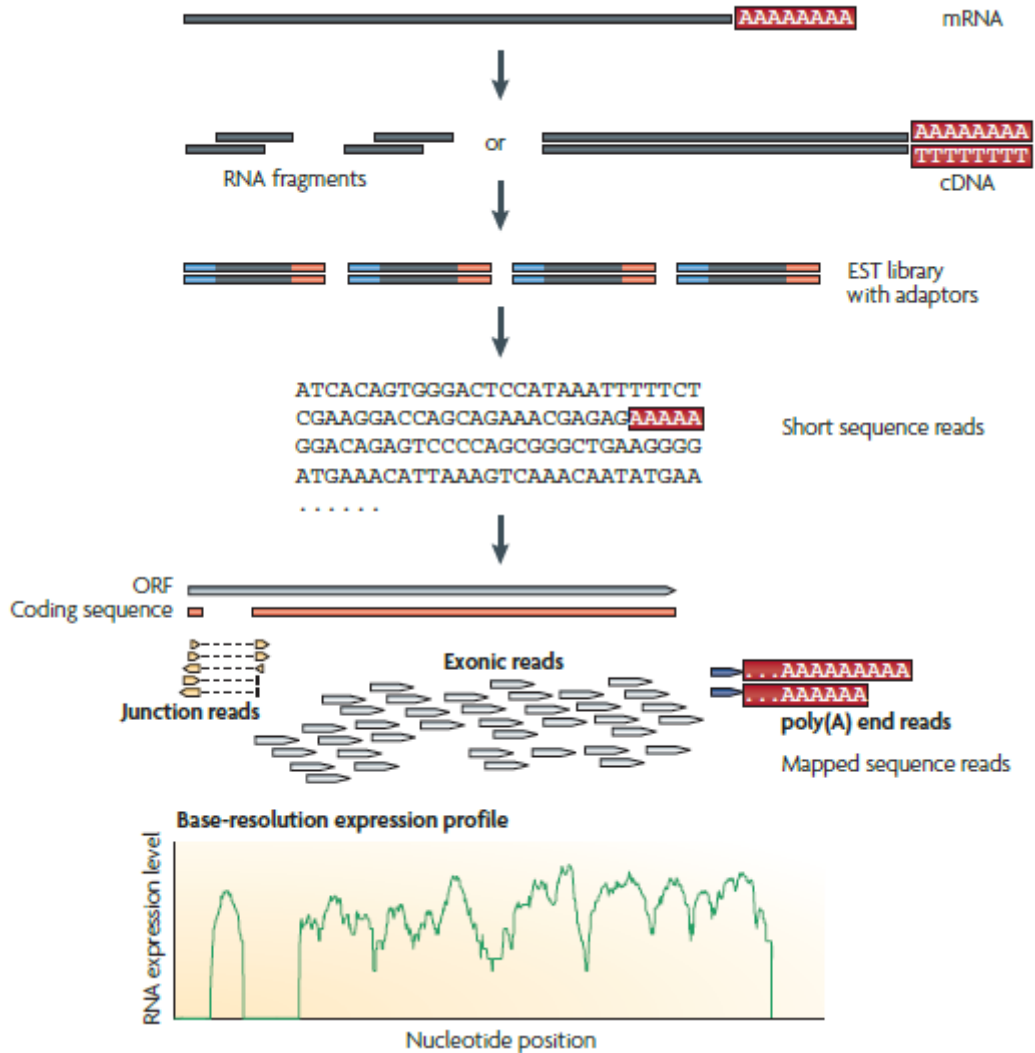 AAAAAAAA mRNA
or
AAAAAAAA
TTTTTTTT
RNA fragments
cDNA
EST library
with adaptors
ATCACAGTGGGACTCCATAAATTTTTCT
CGAAGGACCAGCAGAAACGAGAGAAAAA
GGACAGAGTCCCCAGCGGGCTGAAGGGG
ATGAAACATTAAAGTCAAACAATATGAA
. . . . . .
Short sequence reads
ORF
Coding sequence
Junction reads
Exonic reads
...AAAAAAAAA
...AAAAAA
poly(A) end reads
Mapped sequence reads
Base-resolution expression profile
RNA expression level
Nucleotide position